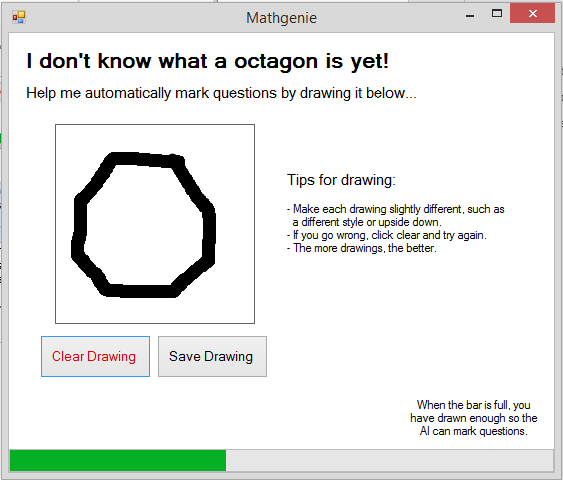 Mathgenie
I don't know what a octagon is yet!
Help me automatically mark questions by drawing it below...
Tips for drawing:
- Make each drawing slightly different, such as
a different style or upside down.
- If you go wrong, click clear and try again.
- The more drawings, the better.
Clear Drawing
Save Drawing
When the bar is full, you
have drawn enough so the
AI can mark questions.